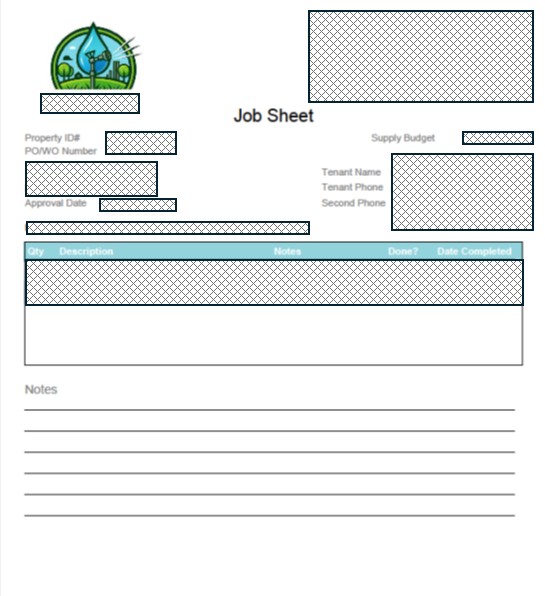 Job Sheet
Property ID#
Supply Budget
PO/WO Number
Tenant Name
Tenant Phone
Approval Date
Second Phone
Qty Description Notes Done? Date Completed
Notes